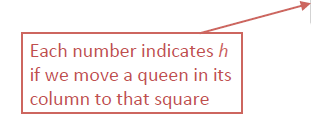 Each number indicates h
if we move a queen in its
column to that square